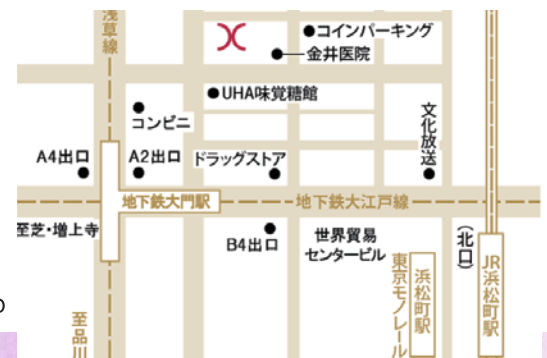 浅草線
コインパーキング
金井医院
UHA味覚糖館
コンビニ
文化放送
A4出口
A2出口
ドラッグストア
地下鉄大門駅
地下鉄大江戸線
至芝・増上寺
B4出口
世界貿易
センタービル
(北口)
東京モノレール
浜松町駅
JR
浜松町駅
至品川
の